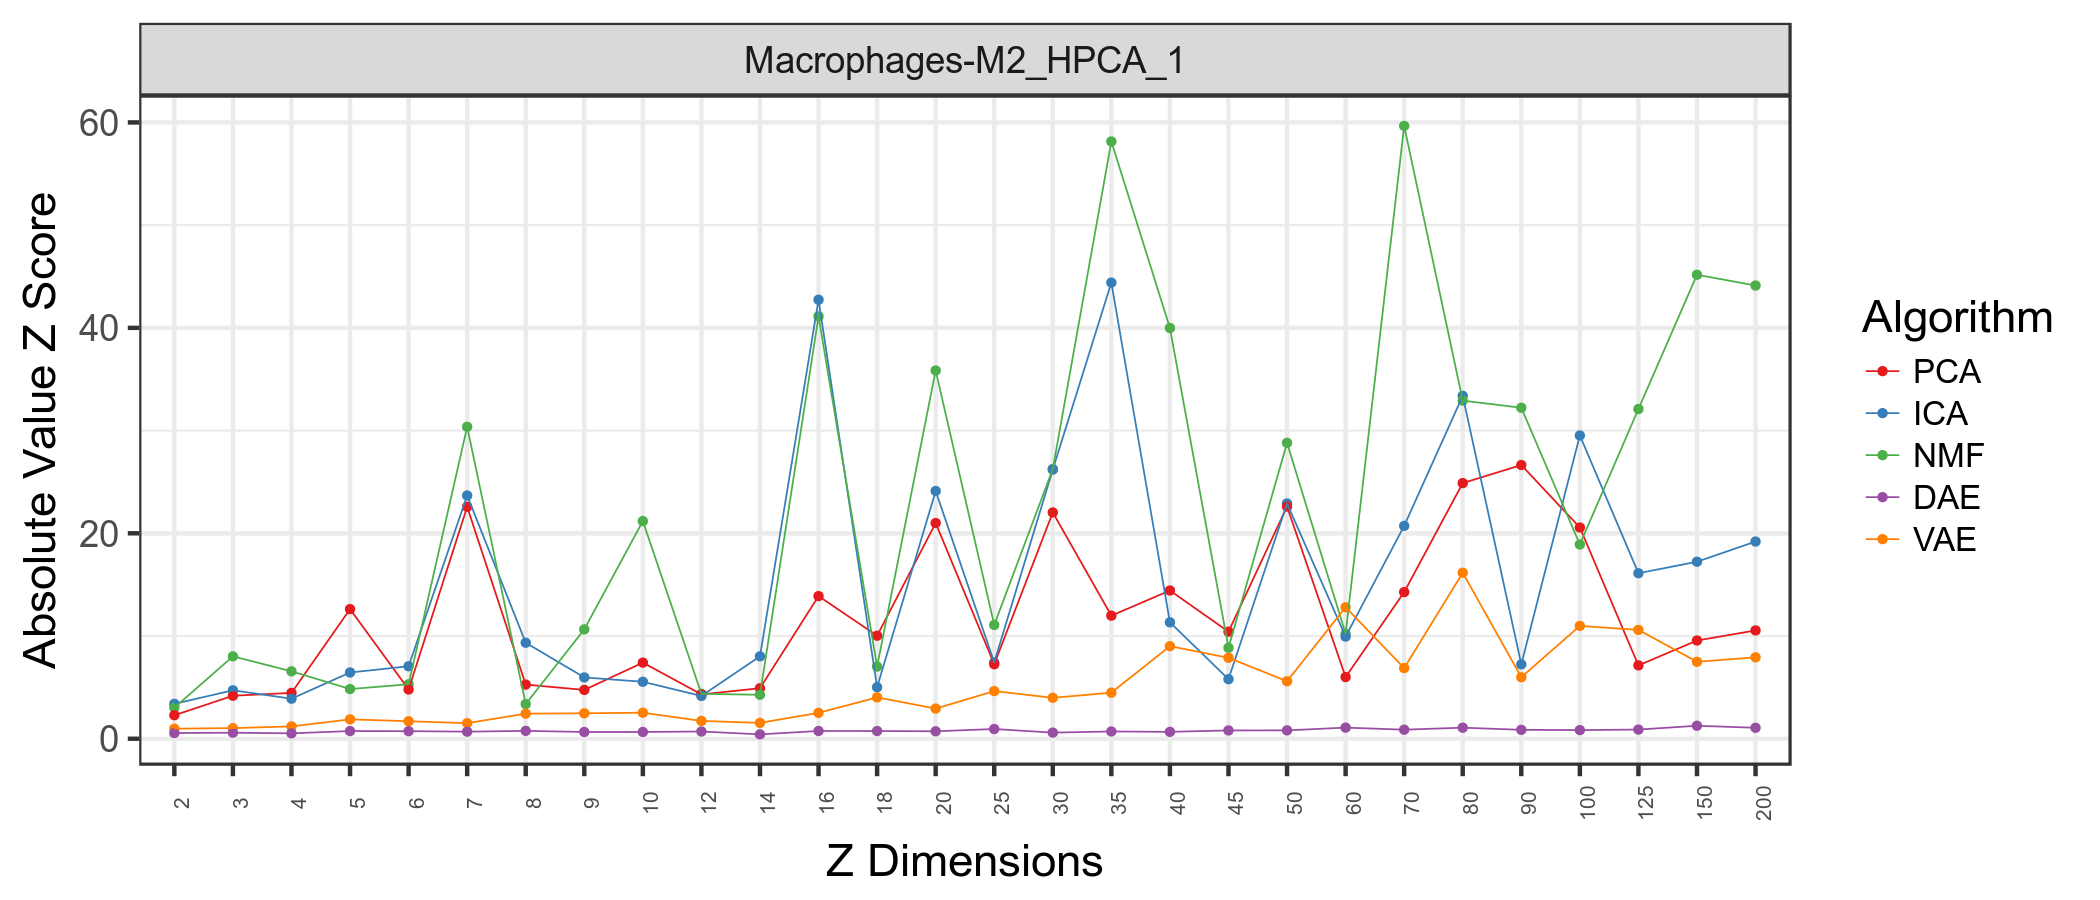 Macrophages-M2_HPCA_1
Absolute Value Z Score
60
40
20
0
2 3 4 5 6 7 8 9 10 12 14 16 18 20 25 30 35 40 45 50 60 70 80 90 100 125 150 200
Z Dimensions
Algorithm
PCA
ICA
NMF
DAE
VAE